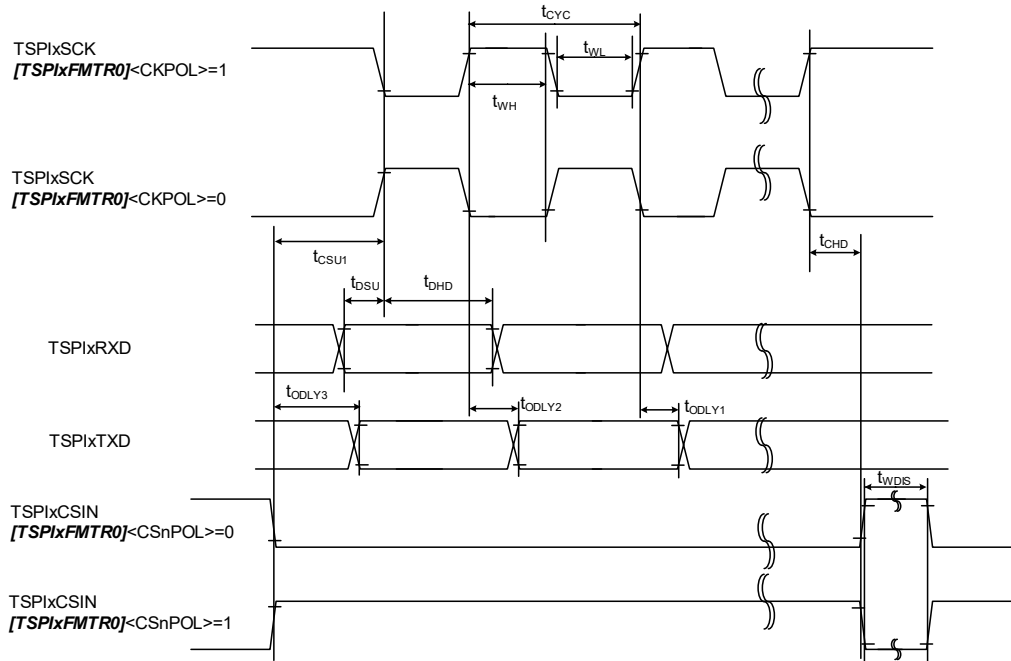 tCYC
TSPIxSCK
[TSPIxFMTR0]<CKPOL>=1
tWL
tWH
TSPIxSCK
[TSPIxFMTR0]<CKPOL>=0
tCSU1
tCHD
tDSU
tDHD
TSPIxRXD
tODLY3
tODLY2
tODLY1
TSPIxTXD
tWDIS
TSPIxCSIN
[TSPIxFMTR0]<CSnPOL>=0
TSPIxCSIN
[TSPIxFMTR0]<CSnPOL>=1